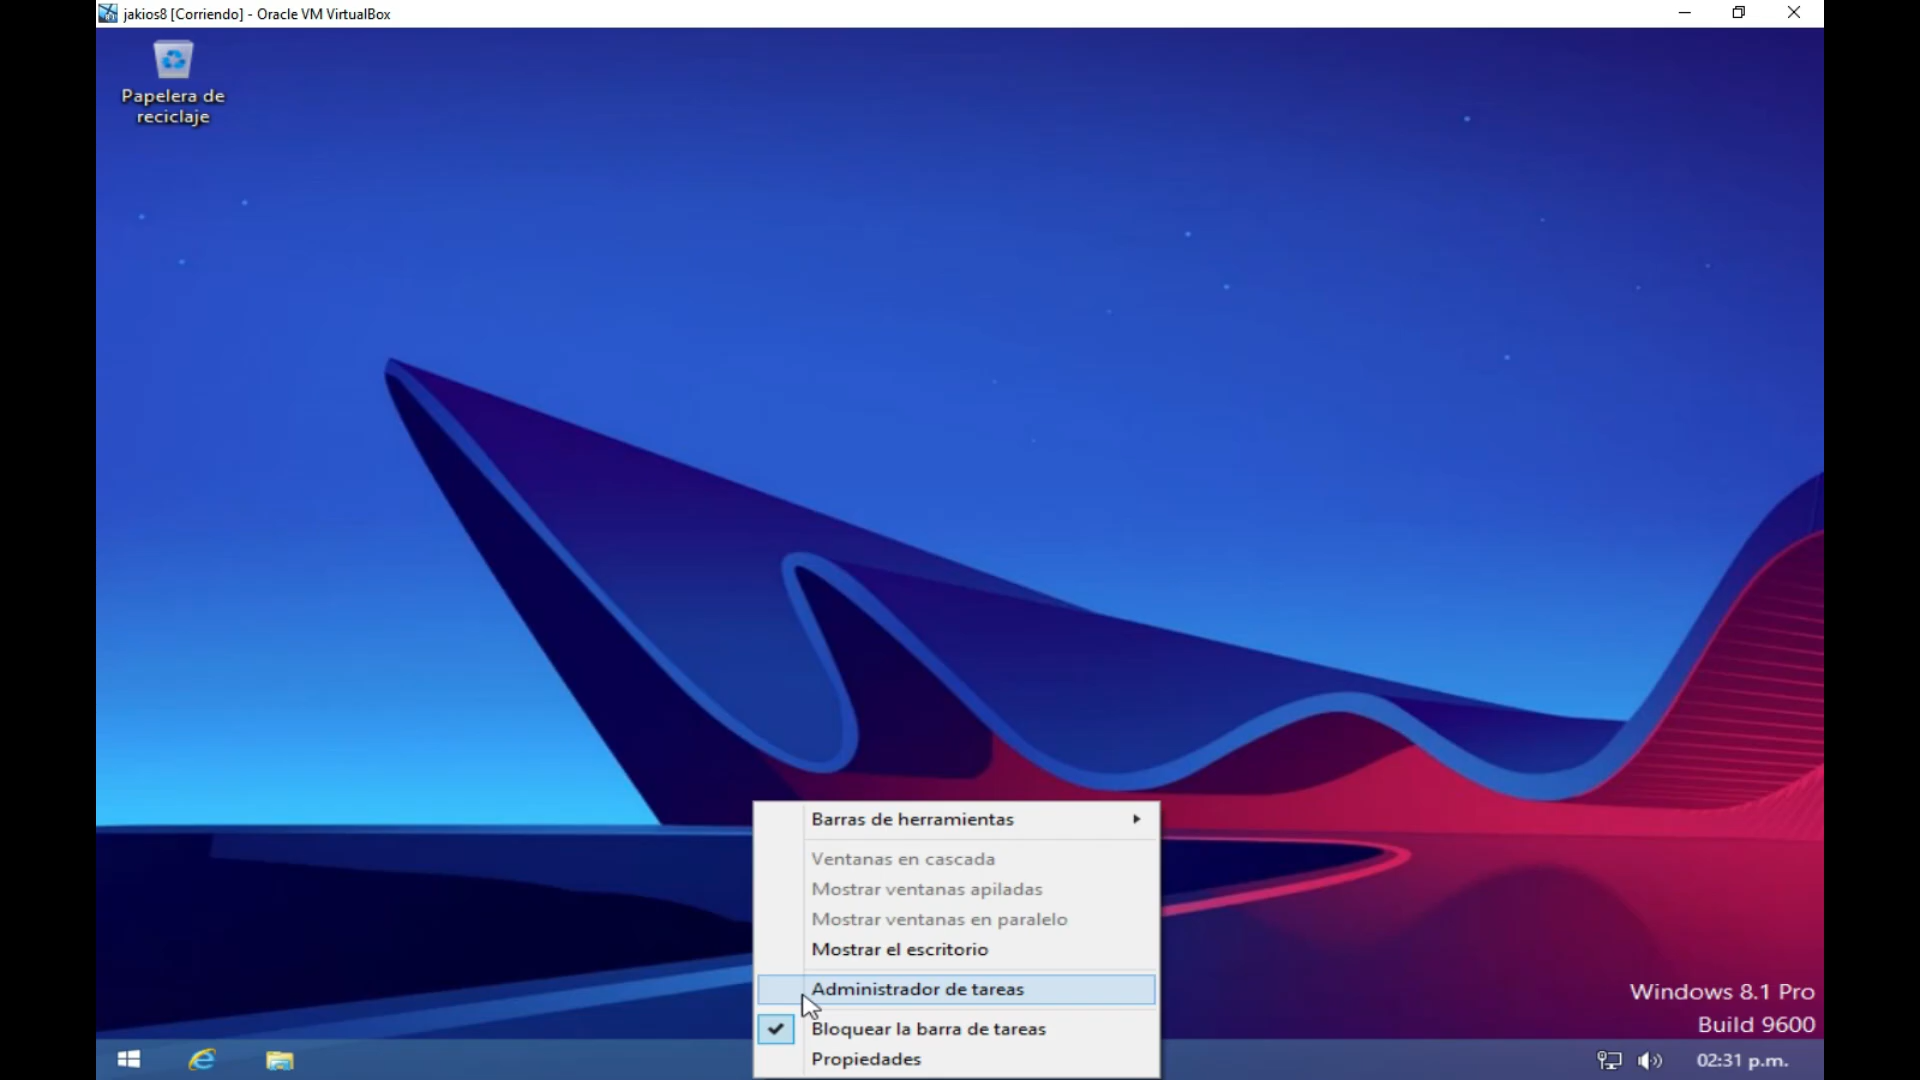 jakios8 [Corriendo] - Oracle VM VirtualBox
Papelera de
reciclaje
Barras de herramientas
Ventanas en cascada
Mostrar ventanas apiladas
Mostrar ventanas en paralelo
Mostrar el escritorio
Administrador de tareas
Bloquear la barra de tareas
Propiedades
Windows 8.1 Pro
Build 9600
02:31 p.m.